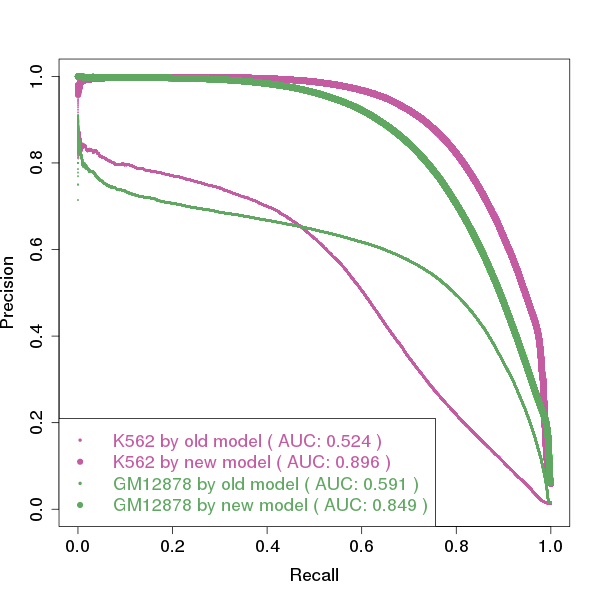 1.0
0.8
0.6
0.4
0.2
0.0
Precision
K562 by old model ( AUC: 0.524 )
K562 by new model ( AUC: 0.896 )
GM12878 by old model ( AUC: 0.591 )
GM12878 by new model ( AUC: 0.849 )
0.0 0.2 0.4 0.6 0.8 1.0
Recall